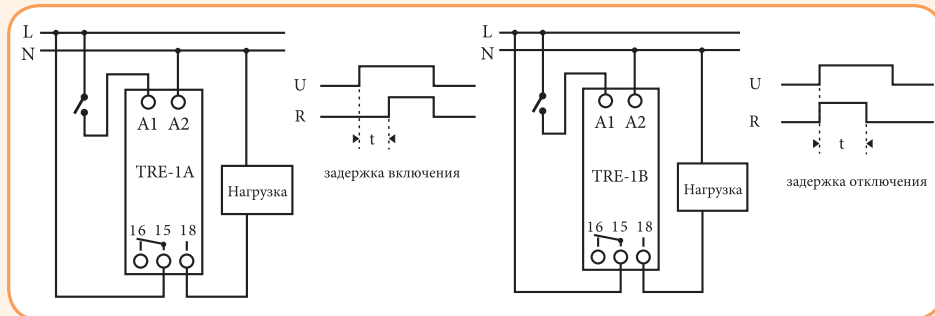 L
N
A1 A2
TRE-1A
16 15 18
Нагрузка
U
R
t
задержка включения
L
N
A1 A2
TRE-1B
16 15 18
Нагрузка
U
R
t
задержка отключения